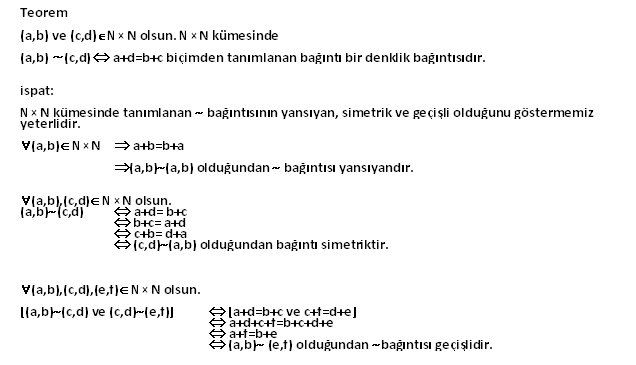 Teorem
(a,b) ve (c,d)∈N × N olsun. N × N kümesinde
(a,b) ~(c,d)⇔ a+d=b+c biçimden tanımlanan bağıntı bir denklik bağıntısıdır.
ispat:
N × N kümesinde tanımlanan ~ bağıntısının yansıyan, simetrik ve geçişli olduğunu göstermemiz
yeterlidir.
∀(a,b)∈ N × N ⇒ a+b=b+a
⇒(a,b)~(a,b) olduğundan ~ bağıntısı yansıyandır.
∀(a,b),(c,d)∈ N × N olsun.
(a,b)~(c,d) ⇔ a+d= b+c
⇔ b+c= a+d
⇔ c+b= d+a
⇔ (c,d)~(a,b) olduğundan bağıntı simetriktir.
∀(a,b),(c,d),(e,f)∈ N × N olsun.
[(a,b)~(c,d) ve (c,d)~(e,f)] ⇔ [a+d=b+c ve c+f=d+e]
⇔ a+d+c+f=b+c+d+e
⇔ a+f=b+e
⇔ (a,b)~ (e,f) olduğundan ~bağıntısı geçişlidir.